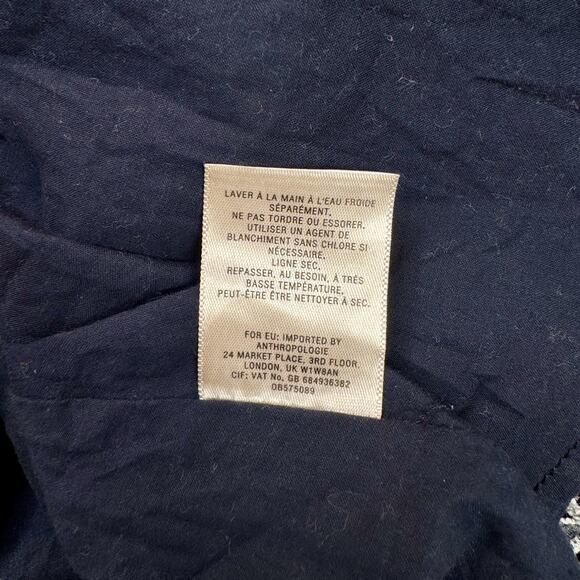 LAVER À LA MAIN À L'EAU FROIDE
SÉPARÉMENT.
NE PAS TORDRE OU ESSORER.
UTILISER UN AGENT DE
BLANCHIMENT SANS CHLORE SI
NÉCESSAIRE.
LIGNE SEC.
REPASSER, AU BESOIN, À TRÈS
BASSE TEMPÉRATURE.
PEUT-ÊTRE ÊTRE NETTOYER À SEC.
FOR EU: IMPORTED BY
ANTHROPOLOGIE
24 MARKET PLACE, 3RD FLOOR.
LONDON, UK W1W8AN
CIF: VAT No. GB 684936382
OB575089